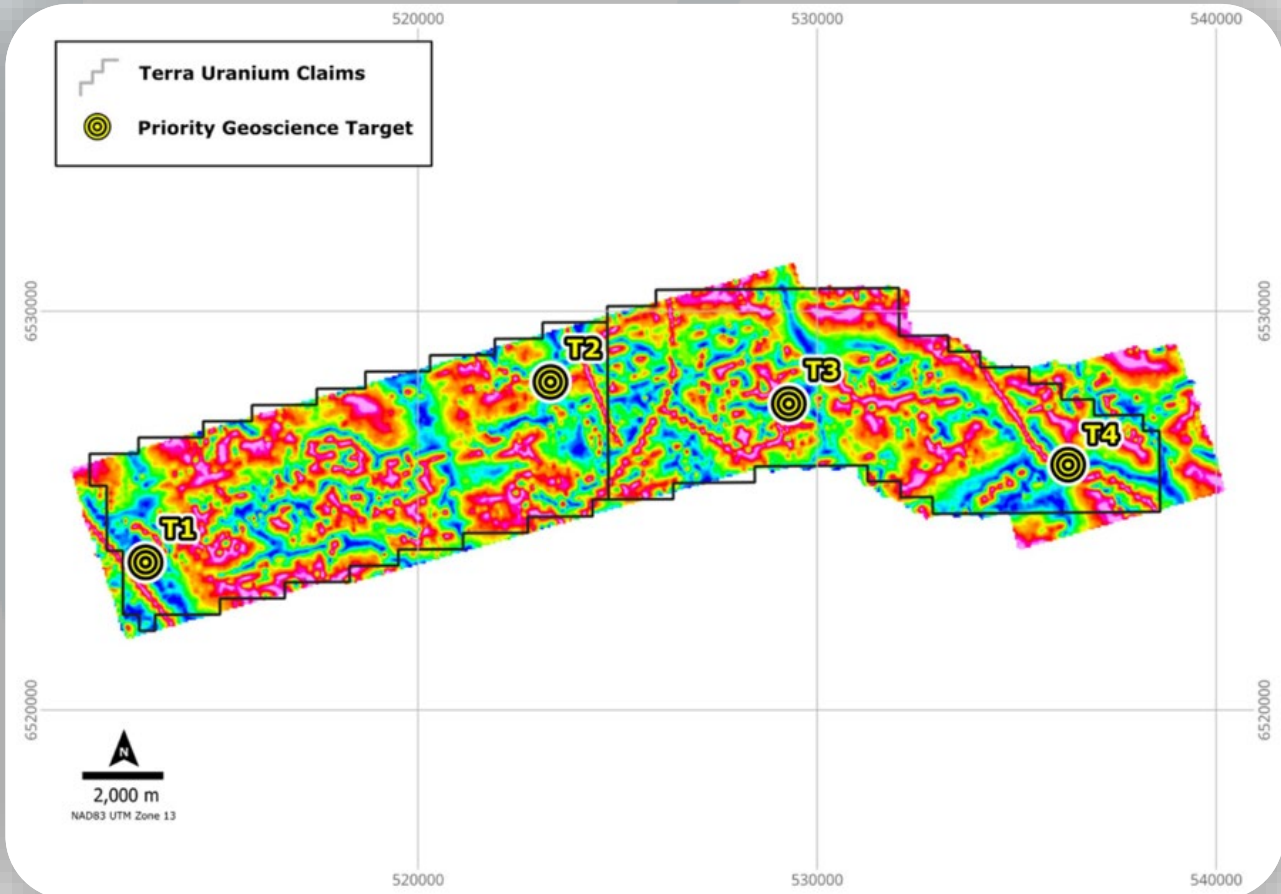 520000
530000
540000
Terra Uranium Claims
Priority Geoscience Target
6530000
6530000
T2
T3
T4
T1
6520000
6520000
N
2,000 m
NAD83 UTM Zone 13
520000
530000
540000